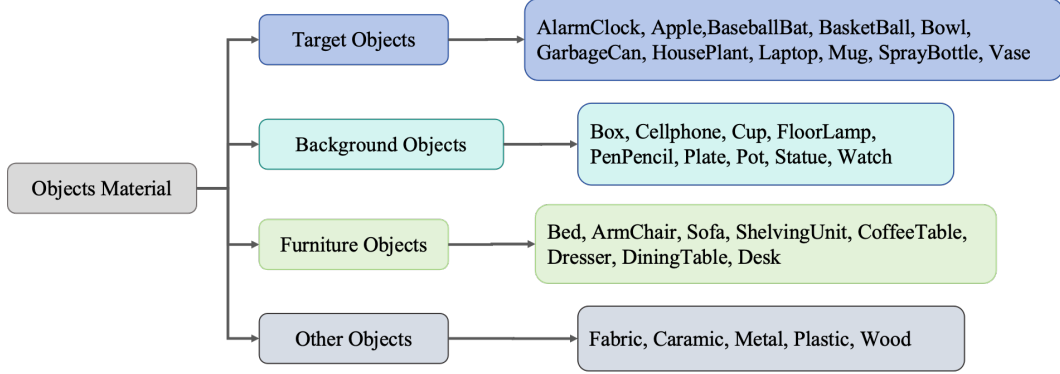 Objects Material
Target Objects
AlarmClock, Apple,BaseballBat, BasketBall, Bowl,
GarbageCan, HousePlant, Laptop, Mug, SprayBottle, Vase
Background Objects
Box, Cellphone, Cup, FloorLamp,
PenPencil, Plate, Pot, Statue, Watch
Furniture Objects
Bed, ArmChair, Sofa, ShelvingUnit, CoffeeTable,
Dresser, DiningTable, Desk
Other Objects
Fabric, Caramic, Metal, Plastic, Wood